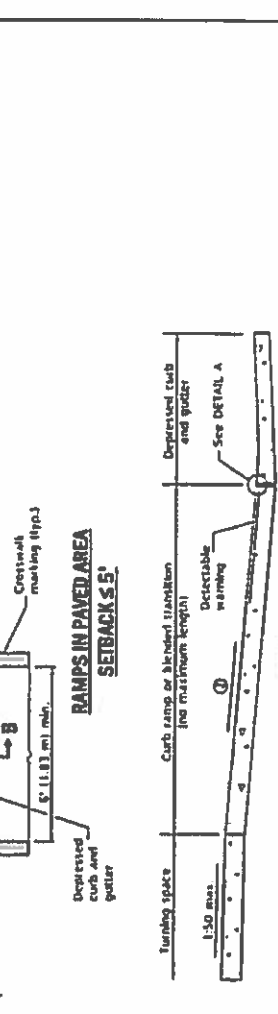 Crosswalk
marking (typ.)
B
6' (1.83 m) min.
Depressed
curb and
gutter
RAMPS IN PAVED AREA
SETBACK ≤ 5'
Turning space
Curb ramp or blended transition
(no maximum length)
Depressed curb
and gutter
1:50 max
①
Detectable
warning
See DETAIL A